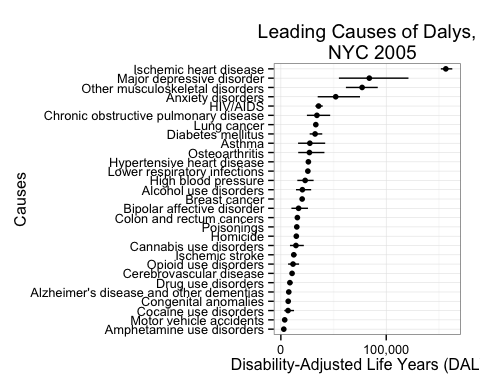 Leading Causes of Dalys,
NYC 2005
Ischemic heart disease
Major depressive disorder
Other musculoskeletal disorders
Anxiety disorders
HIV/AIDS
Chronic obstructive pulmonary disease
Lung cancer
Diabetes mellitus
Asthma
Osteoarthritis
Hypertensive heart disease
Lower respiratory infections
High blood pressure
Alcohol use disorders
Breast cancer
Bipolar affective disorder
Colon and rectum cancers
Poisonings
Homicide
Cannabis use disorders
Ischemic stroke
Opioid use disorders
Cerebrovascular disease
Drug use disorders
Alzheimer's disease and other dementias
Congenital anomalies
Cocaine use disorders
Motor vehicle accidents
Amphetamine use disorders
Causes
0 100,000
Disability-Adjusted Life Years (DAL